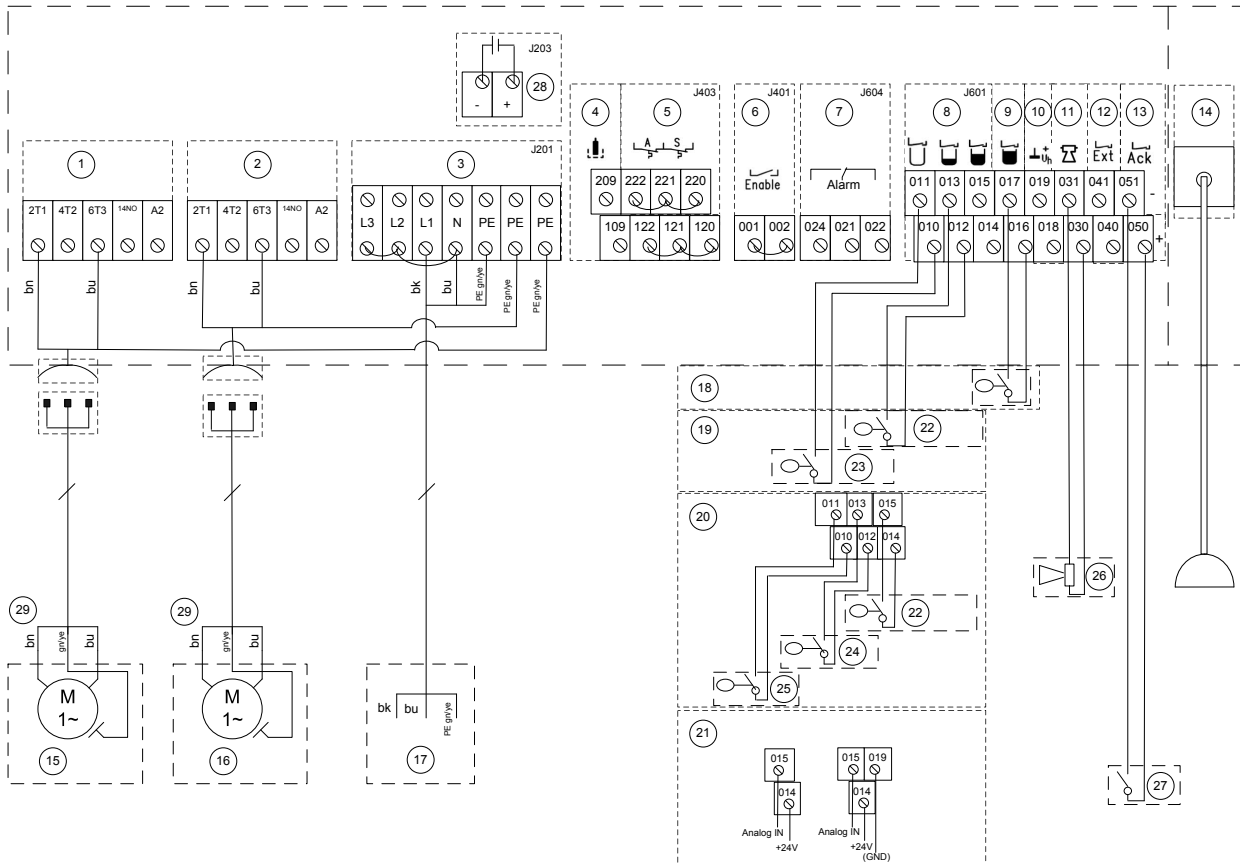 J203
- +
28
J403
J401
J604
J601
4
5
6
7
8
9
10
11
12
13
14
1
2
3
J201
A S
P P
+
Uh
Enable
Alarm
Ext
Ack
2T1 4T2 6T3 14NO A2
2T1 4T2 6T3 14NO A2
L3 L2 L1 N PE PE PE
209 222 221 220
109 122 121 120
001 002
024 021 022
011 013 015 017 019 031 041 051 -
010 012 014 016 018 030 040 050 +
bn
bu
bn
bu
bk
bu
PE gn/ye
PE gn/ye
PE gn/ye
18
19
22
23
20
011 013 015
010 012 014
22
24
25
26
27
21
015
014
Analog IN
+24V
015 019
014
Analog IN
+24V
(GND)
29
bn
gn/ye
bu
M
1~
15
29
bn
gn/ye
bu
M
1~
16
bk
bu
PE gn/ye
17